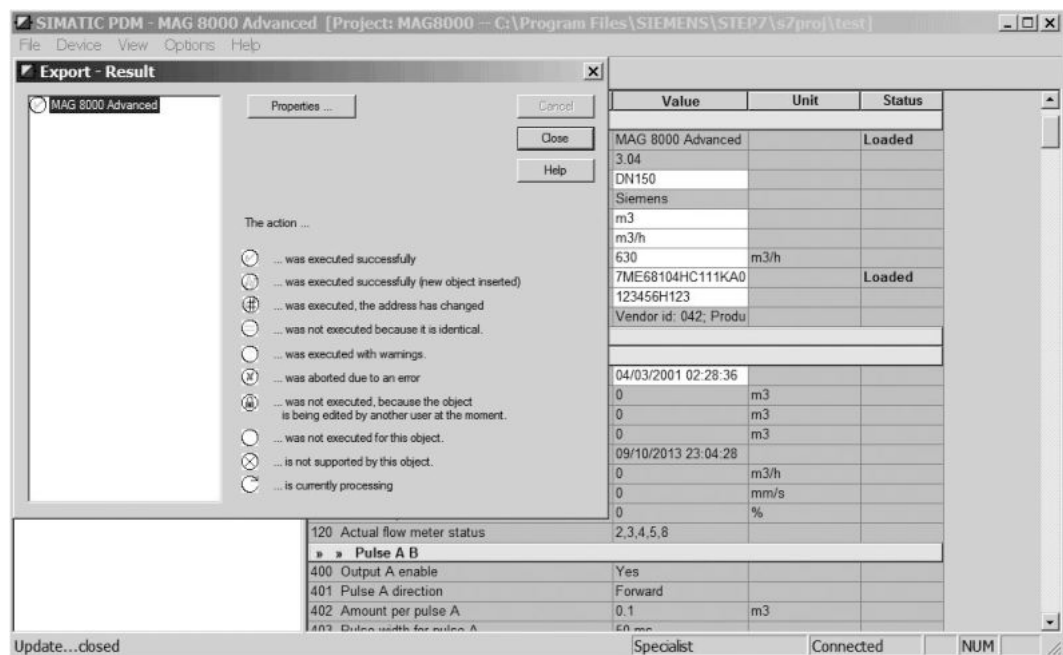 SIMATIC PDM - MAG 8000 Advanced [Project: MAG8000 -- C:\Program Files\SIEMENS\STEP7\s7proj\test]
File Device View Options Help
Export - Result
MAG 8000 Advanced
Properties ...
Cancel
Close
Help
The action ...
... was executed successfully
... was executed successfully (new object inserted)
... was executed, the address has changed
... was not executed because it is identical.
... was executed with warnings.
... was aborted due to an error
... was not executed, because the object
is being edited by another user at the moment.
... was not executed for this object.
... is not supported by this object.
... is currently processing
Value Unit Status
MAG 8000 Advanced Loaded
3.04
DN150
Siemens
m3
m3/h
630 m3/h
7ME68104HC111KA0 Loaded
123456H123
Vendor id: 042; Produ
04/03/2001 02:28:36
0 m3
0 m3
0 m3
09/10/2013 23:04:28
0 m3/h
0 mm/s
0 %
120 Actual flow meter status 2,3,4,5,8
» » Pulse A B
400 Output A enable Yes
401 Pulse A direction Forward
402 Amount per pulse A 0.1 m3
403 Pulse width for pulse A 50 ms
Update...closed Specialist Connected NUM